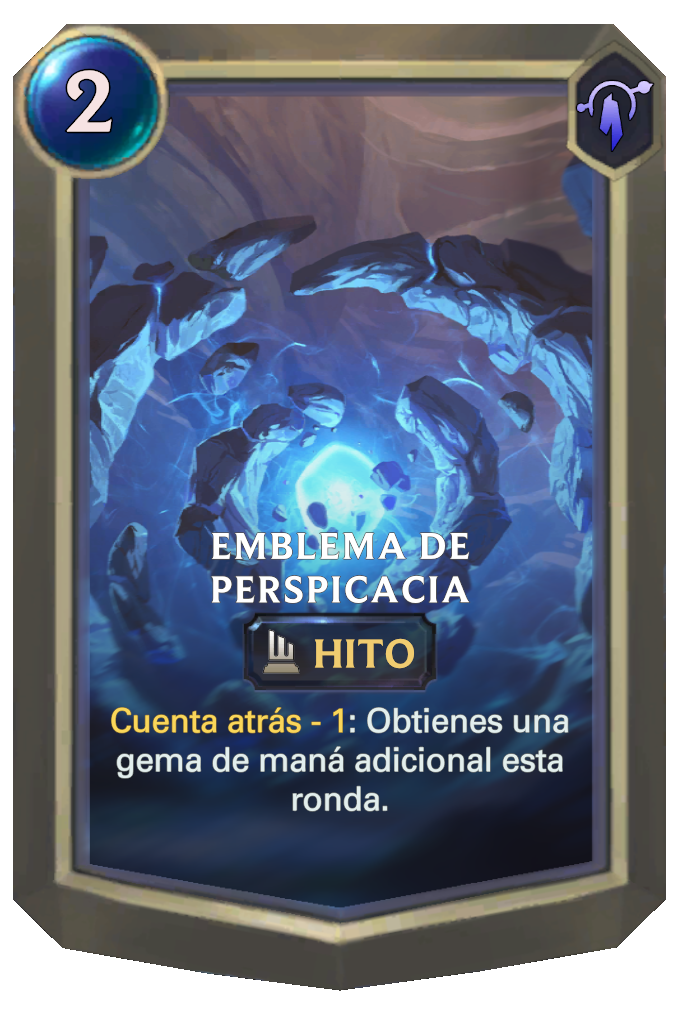 2
EMBLEMA DE
PERSPICACIA
HITO
Cuenta atrás - 1: Obtienes una
gema de maná adicional esta
ronda.